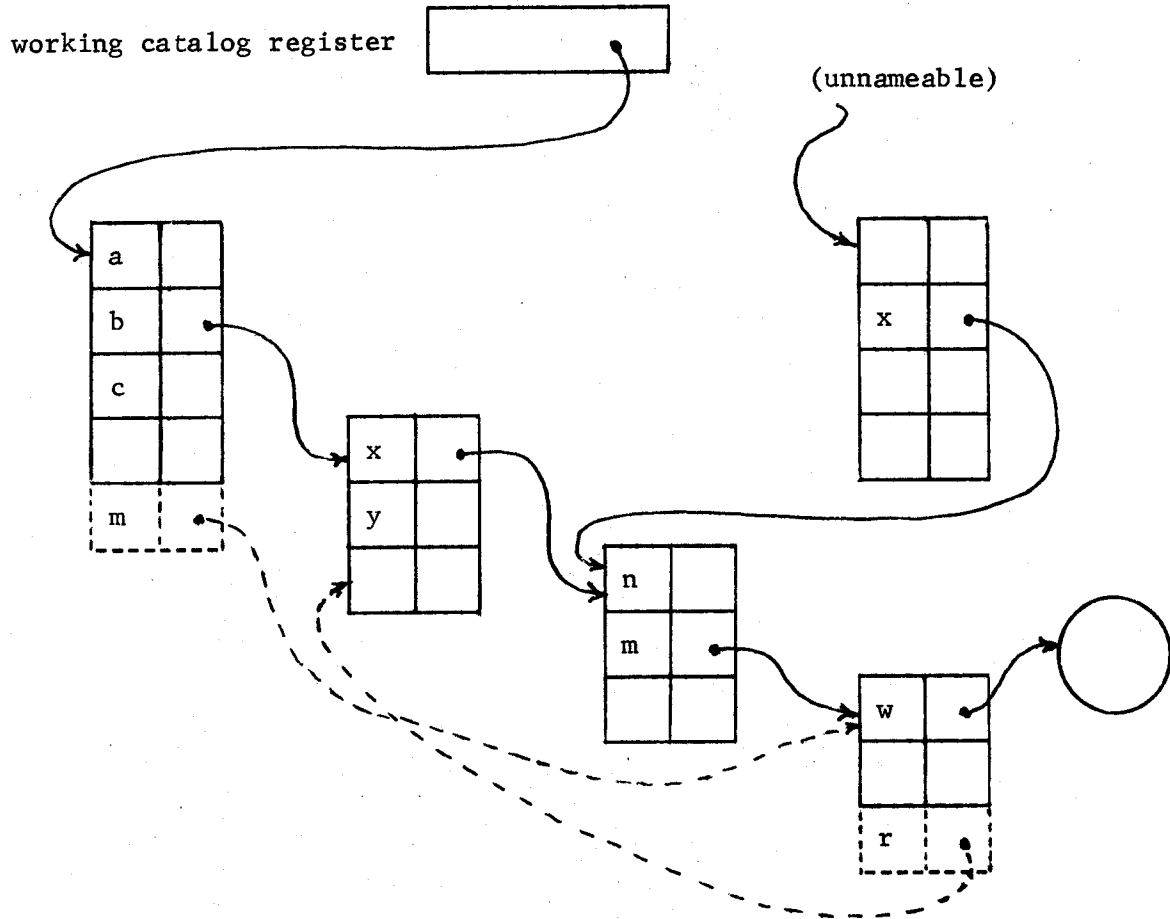 working catalog register
(unnameable)
a
b
c
m
x
y
x
n
m
w
r